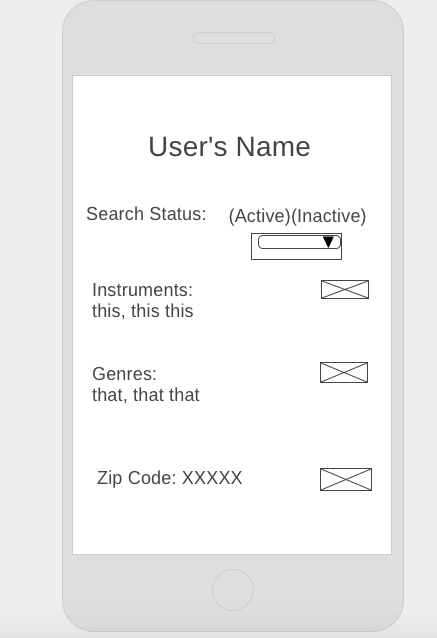 User's Name
Search Status: (Active)(Inactive)
Instruments:
this, this this
Genres:
that, that that
Zip Code: XXXXX